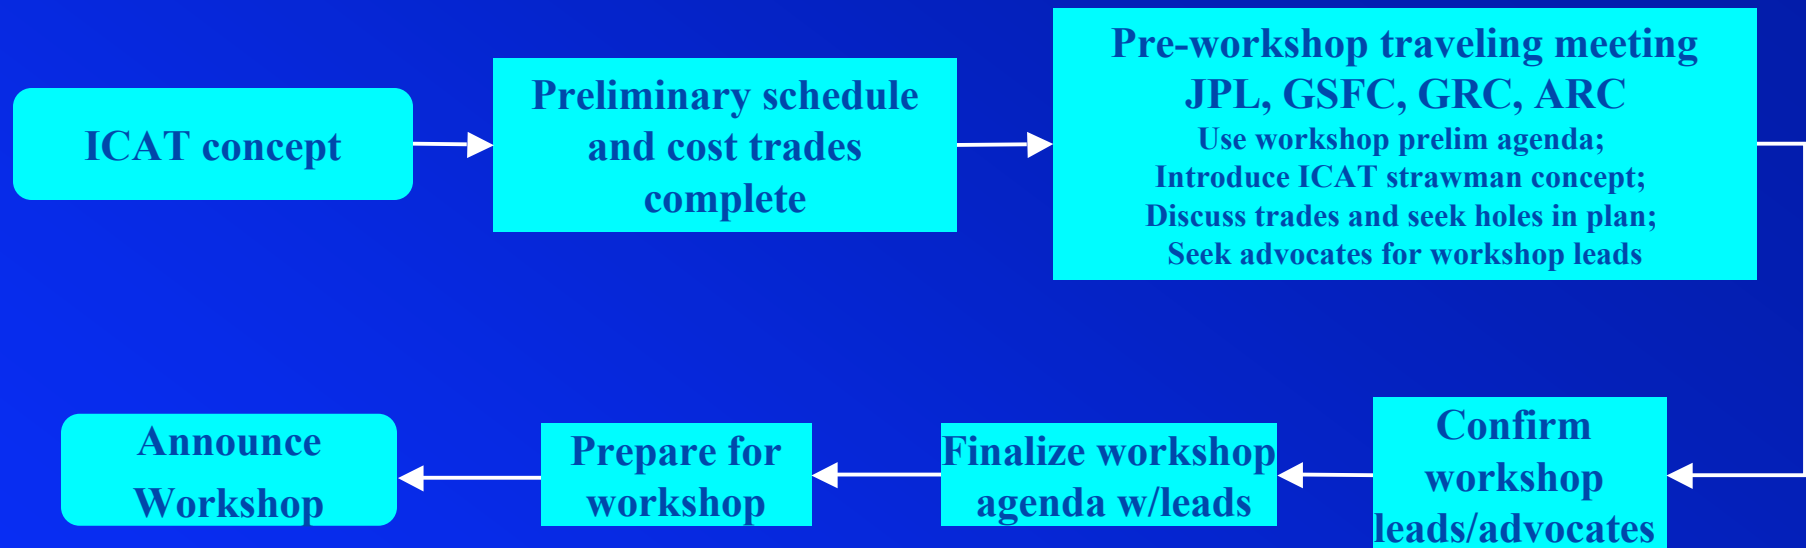 ICAT concept
Preliminary schedule
and cost trades
complete
Pre-workshop traveling meeting
JPL, GSFC, GRC, ARC
Use workshop prelim agenda;
Introduce ICAT strawman concept;
Discuss trades and seek holes in plan;
Seek advocates for workshop leads
Confirm
workshop
leads/advocates
Finalize workshop
agenda w/leads
Prepare for
workshop
Announce
Workshop